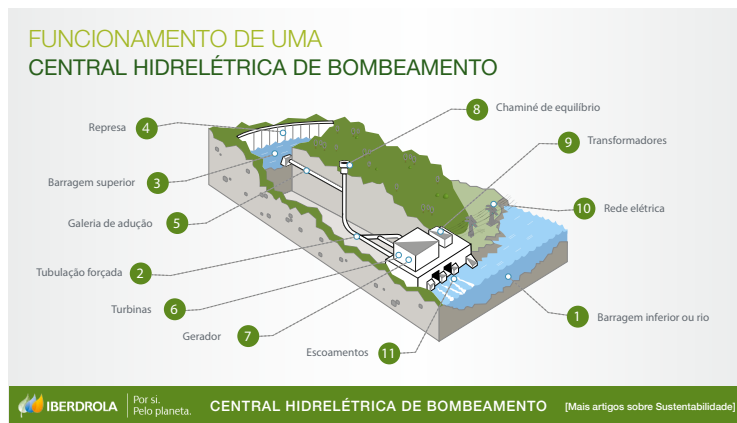 FUNCIONAMENTO DE UMA
CENTRAL HIDRELÉTRICA DE BOMBEAMENTO
8 Chaminé de equilíbrio
Represa 4
9 Transformadores
Barragem superior 3
10 Rede elétrica
Galeria de adução 5
Tubulação forçada 2
Turbinas 6
1 Barragem inferior ou rio
Gerador 7
Escoamentos 11
IBERDROLA
Por si.
Pelo planeta.
CENTRAL HIDRELÉTRICA DE BOMBEAMENTO
[Mais artigos sobre Sustentabilidade]